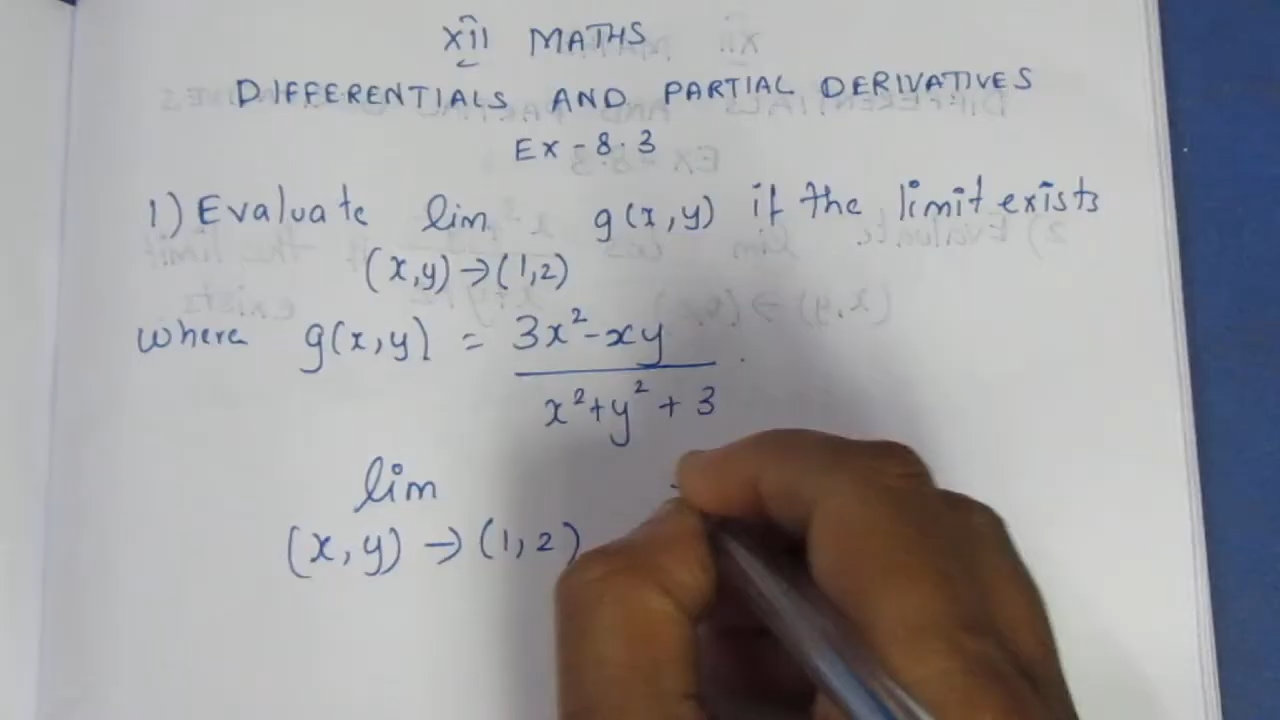 XII MATHS
DIFFERENTIALS AND PARTIAL DERIVATIVES
Ex - 8.3
1) Evaluate lim g(x,y) if the limit exists
(x,y)→(1,2)
where g(x,y) = 3x²-xy
x²+y²+3
lim
(x,y)→(1,2)